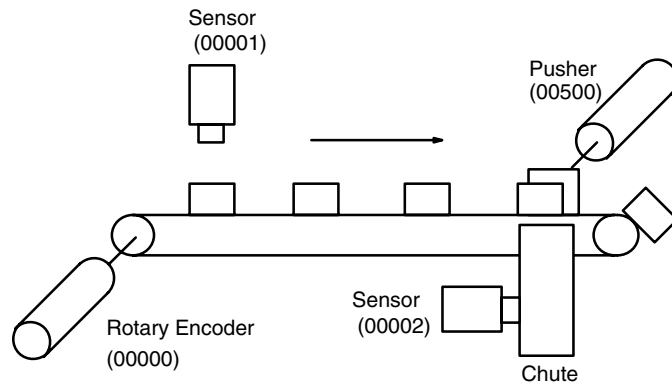 Sensor
(00001)
Pusher
(00500)
Sensor
(00002)
Rotary Encoder
(00000)
Chute